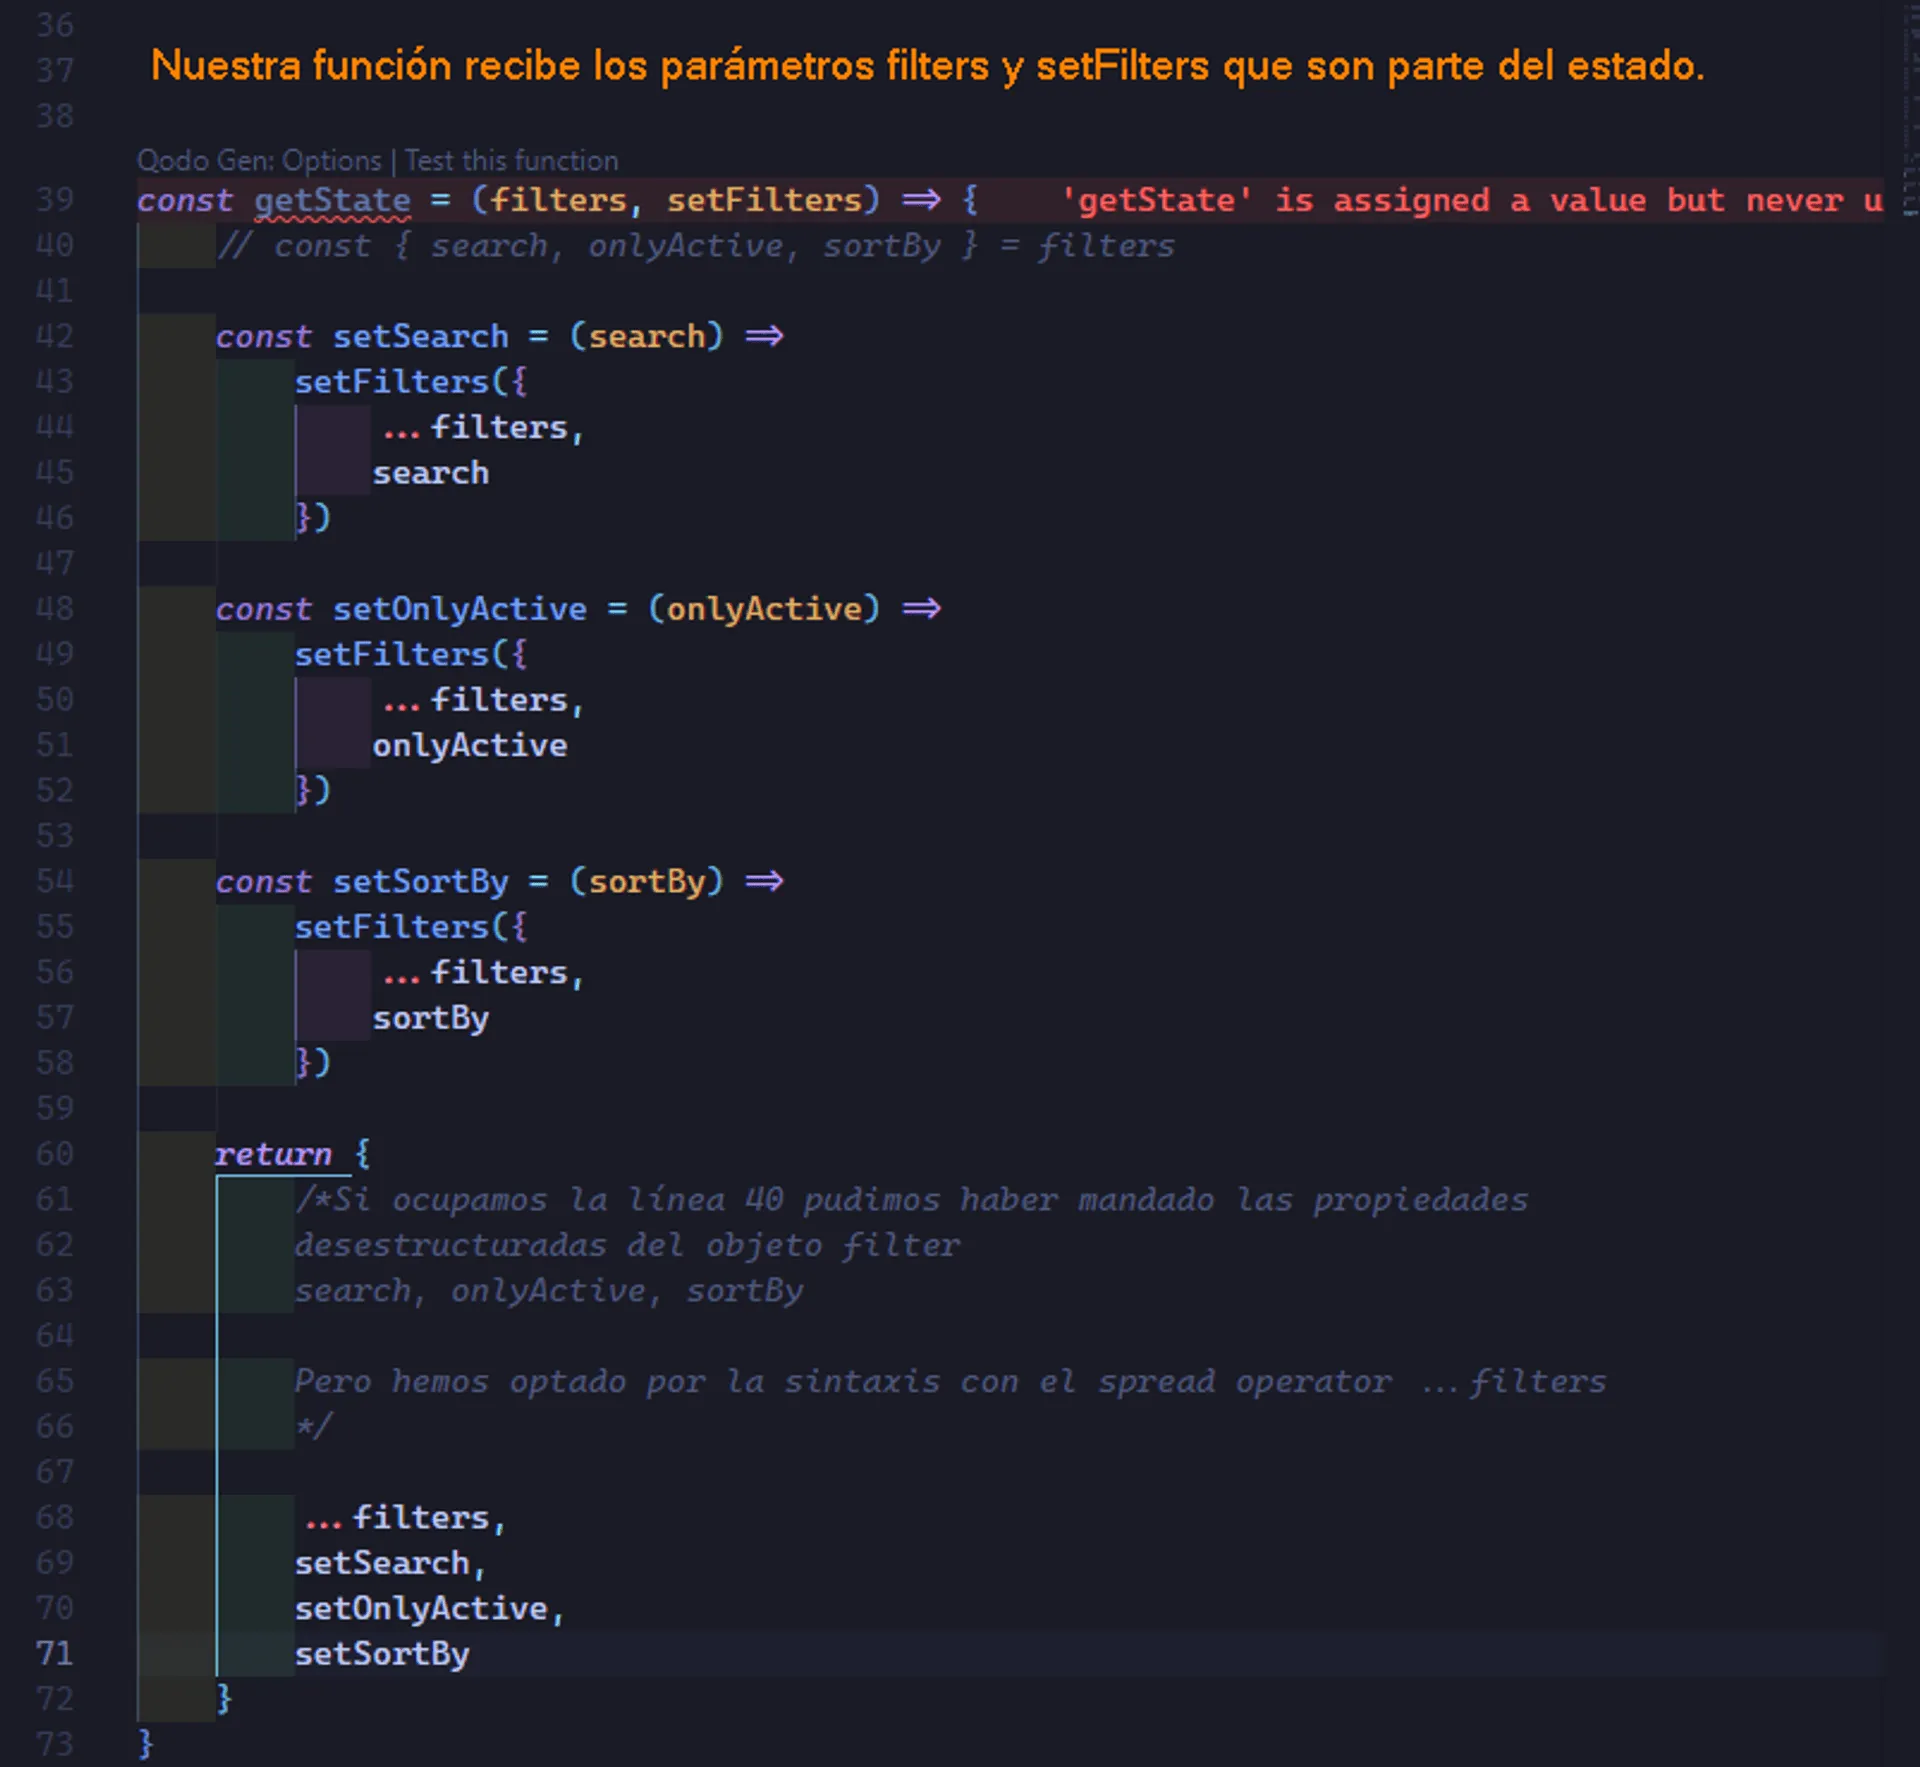 36
37 Nuestra función recibe los parámetros filters y setFilters que son parte del estado.
38
Qodo Gen: Options | Test this function
39 const getState = (filters, setFilters) => { 'getState' is assigned a value but never u
40 // const { search, onlyActive, sortBy } = filters
41
42 const setSearch = (search) =>
43 setFilters({
44 ...filters,
45 search
46 })
47
48 const setOnlyActive = (onlyActive) =>
49 setFilters({
50 ...filters,
51 onlyActive
52 })
53
54 const setSortBy = (sortBy) =>
55 setFilters({
56 ...filters,
57 sortBy
58 })
59
60 return {
61 /*Si ocupamos la línea 40 pudimos haber mandado las propiedades
62 desestructuradas del objeto filter
63 search, onlyActive, sortBy
64
65 Pero hemos optado por la sintaxis con el spread operator ...filters
66 */
67
68 ...filters,
69 setSearch,
70 setOnlyActive,
71 setSortBy
72 }
73 }